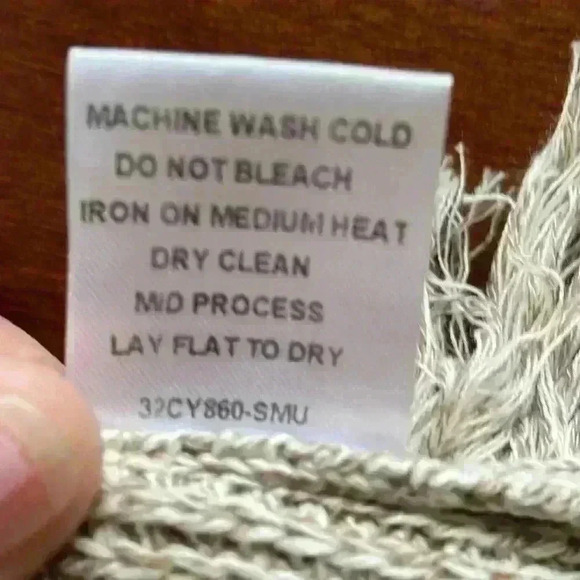 MACHINE WASH COLD
DO NOT BLEACH
IRON ON MEDIUM HEAT
DRY CLEAN
MID PROCESS
LAY FLAT TO DRY
32CY860-SMU